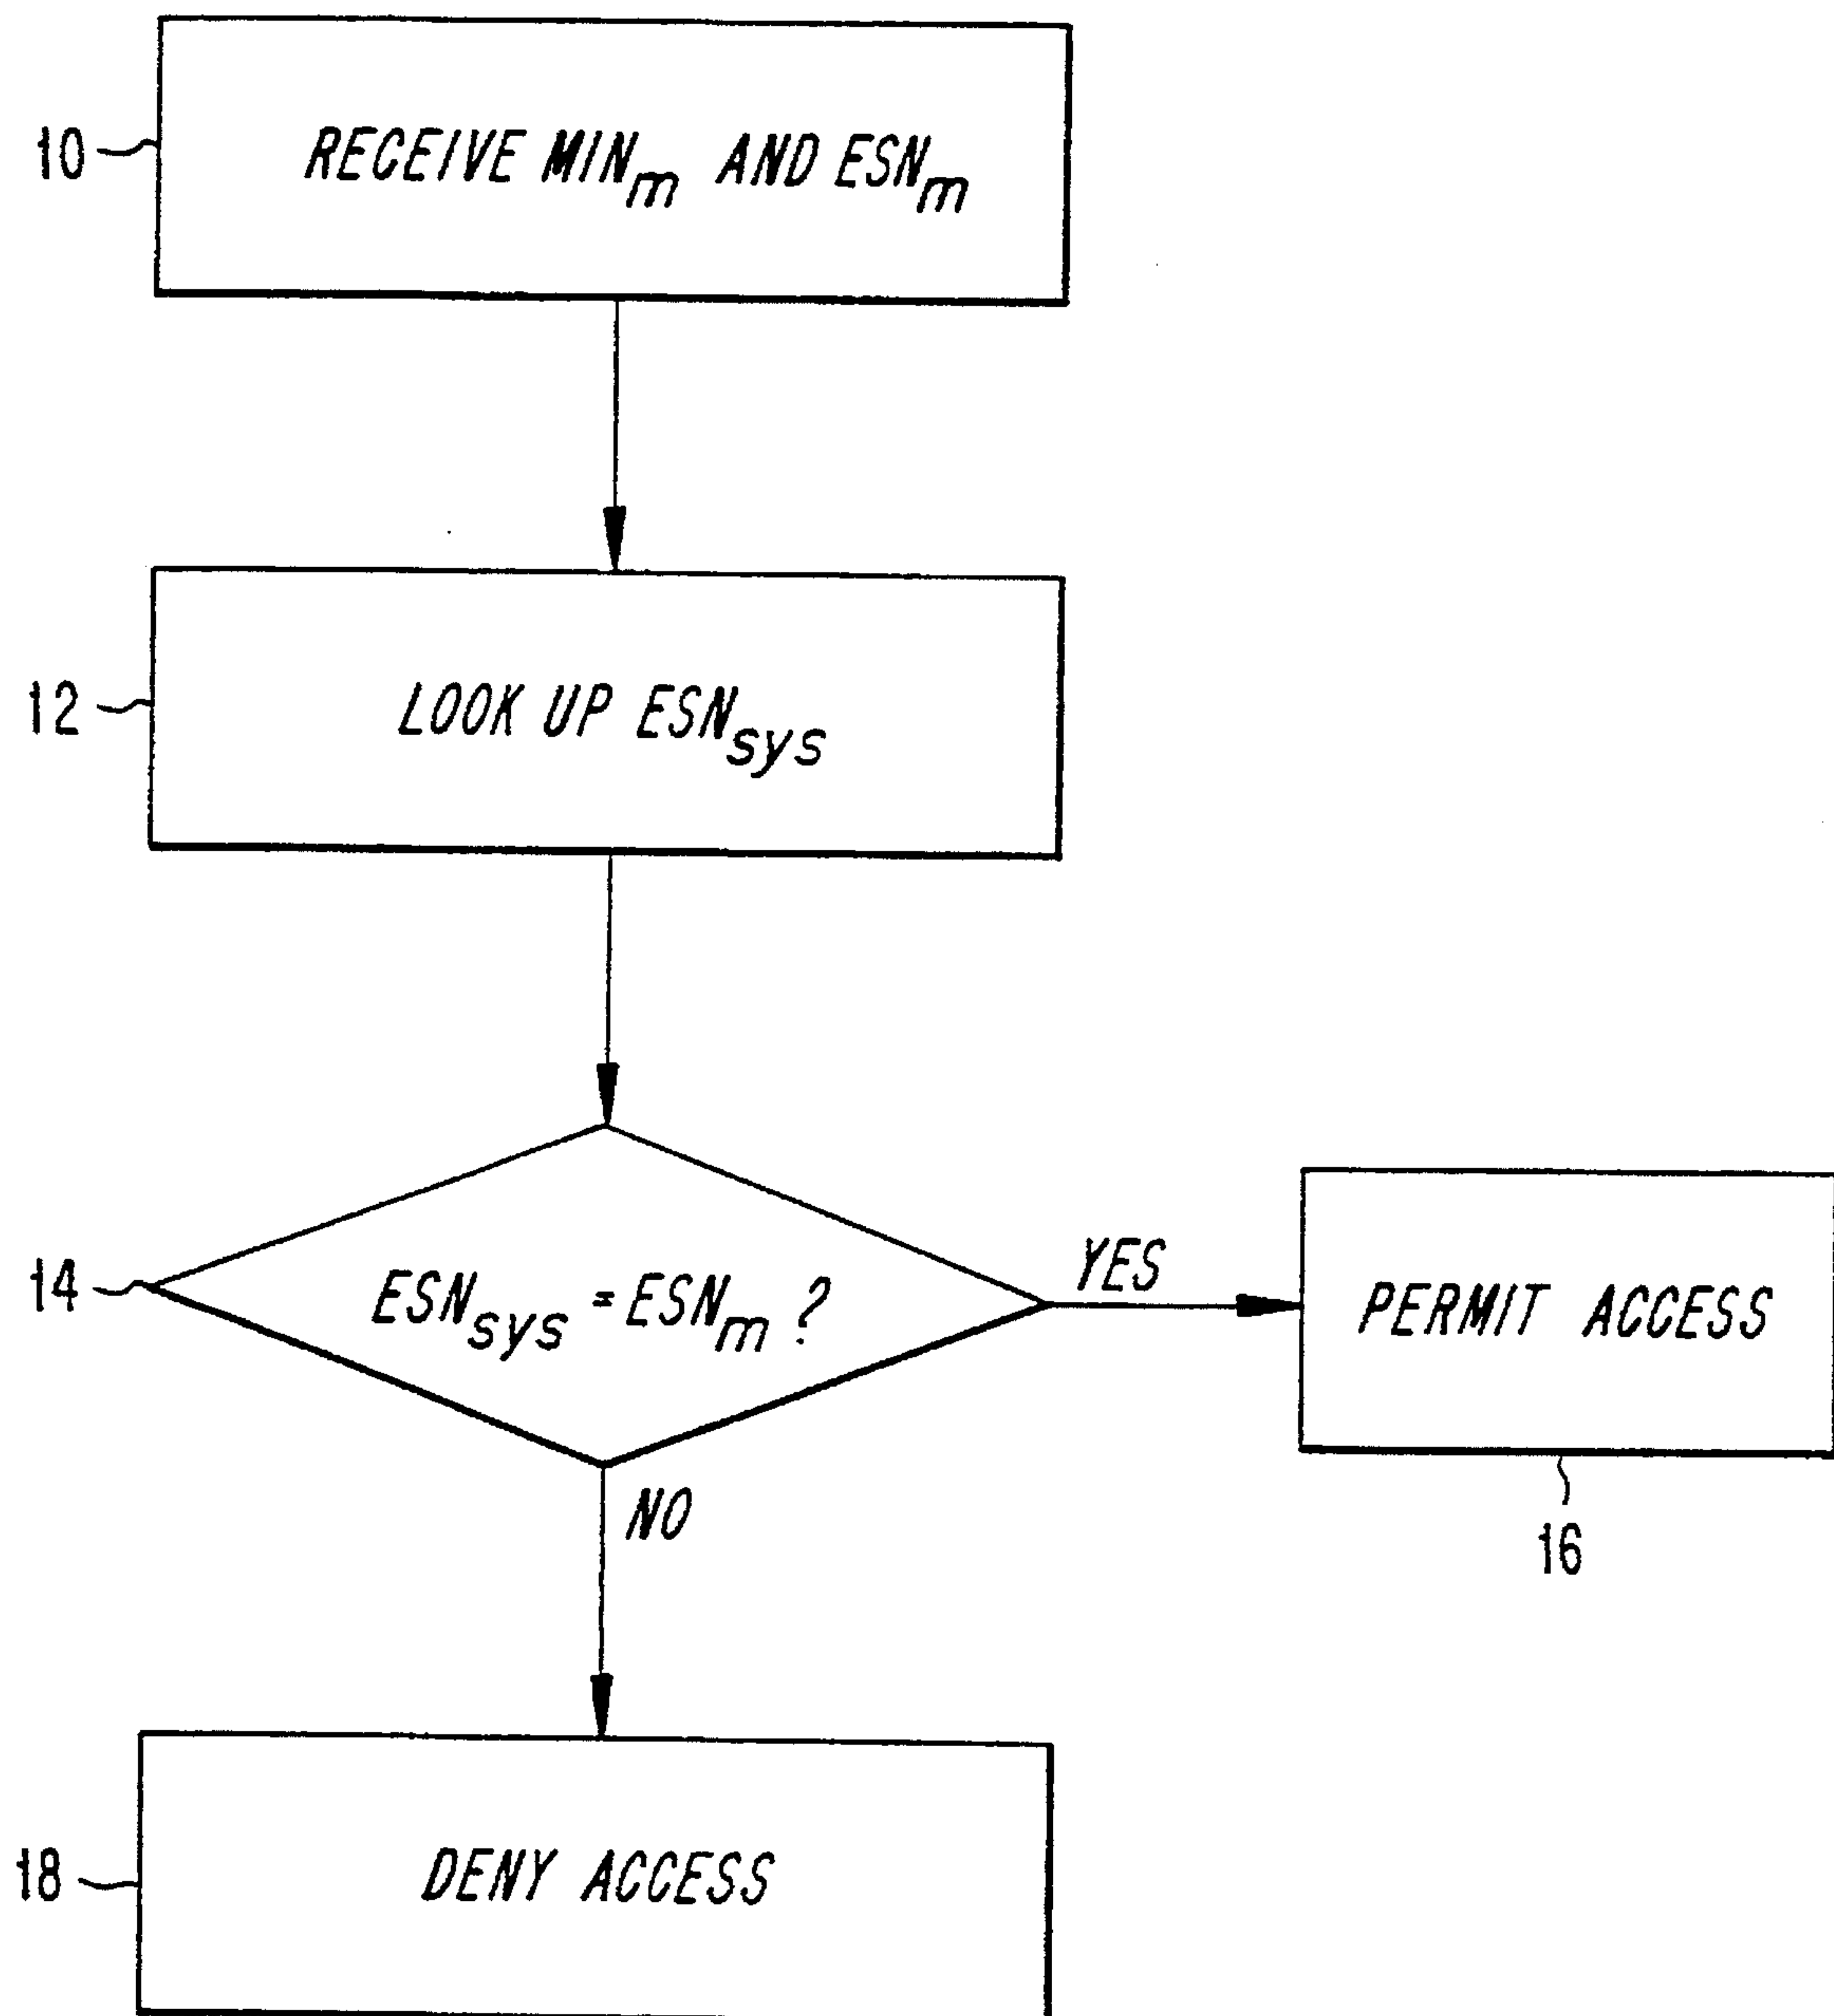 10 RECEIVE MINm AND ESNm
12 LOOK UP ESNsys
14 ESNsys = ESNm ?
YES
PERMIT ACCESS
16
NO
18 DENY ACCESS